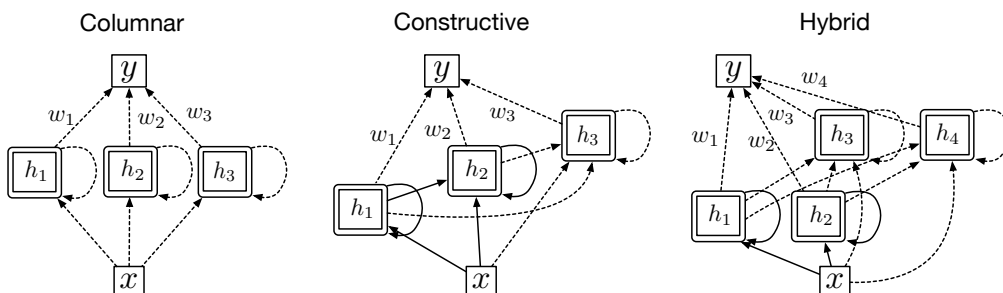 Columnar
y
w₁
w₂
w₃
h₁
h₂
h₃
x
Constructive
y
w₁
w₂
w₃
h₃
h₂
h₁
x
Hybrid
y
w₄
w₃
w₁
w₂
h₃
h₄
h₁
h₂
x